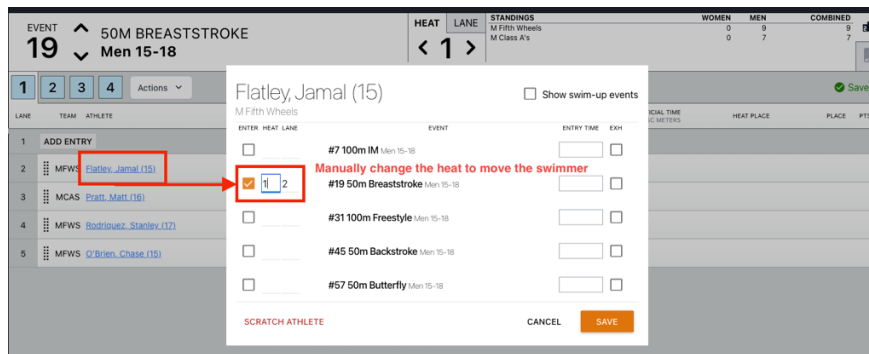 EVENT
19
50M BREASTSTROKE
Men 15-18
HEAT LANE
< 1 >
STANDINGS WOMEN MEN COMBINED
M Fifth Wheels 0 9 9
M Class A's 0 7 7
1 2 3 4 Actions
Save
LANE TEAM ATHLETE
HEAT PLACE PLACE PTS
1 ADD ENTRY
2 MFWS Flatley, Jamal (15)
3 MCAS Pratt, Matt (16)
4 MFWS Rodriquez, Stanley (17)
5 MFWS O'Brien, Chase (15)
Flatley, Jamal (15)
Show swim-up events
M Fifth Wheels
ENTER HEAT LANE EVENT ENTRY TIME EXH
#7 100m IM Men 15-18
Manually change the heat to move the swimmer
1 2 #19 50m Breaststroke Men 15-18
#31 100m Freestyle Men 15-18
#45 50m Backstroke Men 15-18
#57 50m Butterfly Men 15-18
SCRATCH ATHLETE CANCEL SAVE